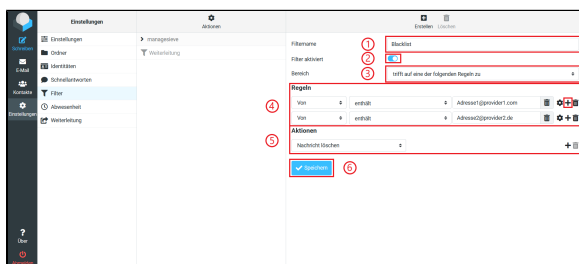 Einstellungen
Aktionen
Erstellen Löschen
Schreiben
E-Mail
Kontakte
Einstellungen
Über
Einstellungen
Ordner
Identitäten
Schnellantworten
Filter
Abwesenheit
Weiterleitung
managesieve
Weiterleitung
Filtername 1 Blacklist
Filter aktiviert 2
Bereich 3 trifft auf eine der folgenden Regeln zu
Regeln
4 Von enthält Adresse1@provider1.com
Von enthält Adresse2@provider2.de
Aktionen
5 Nachricht löschen
Speichern 6